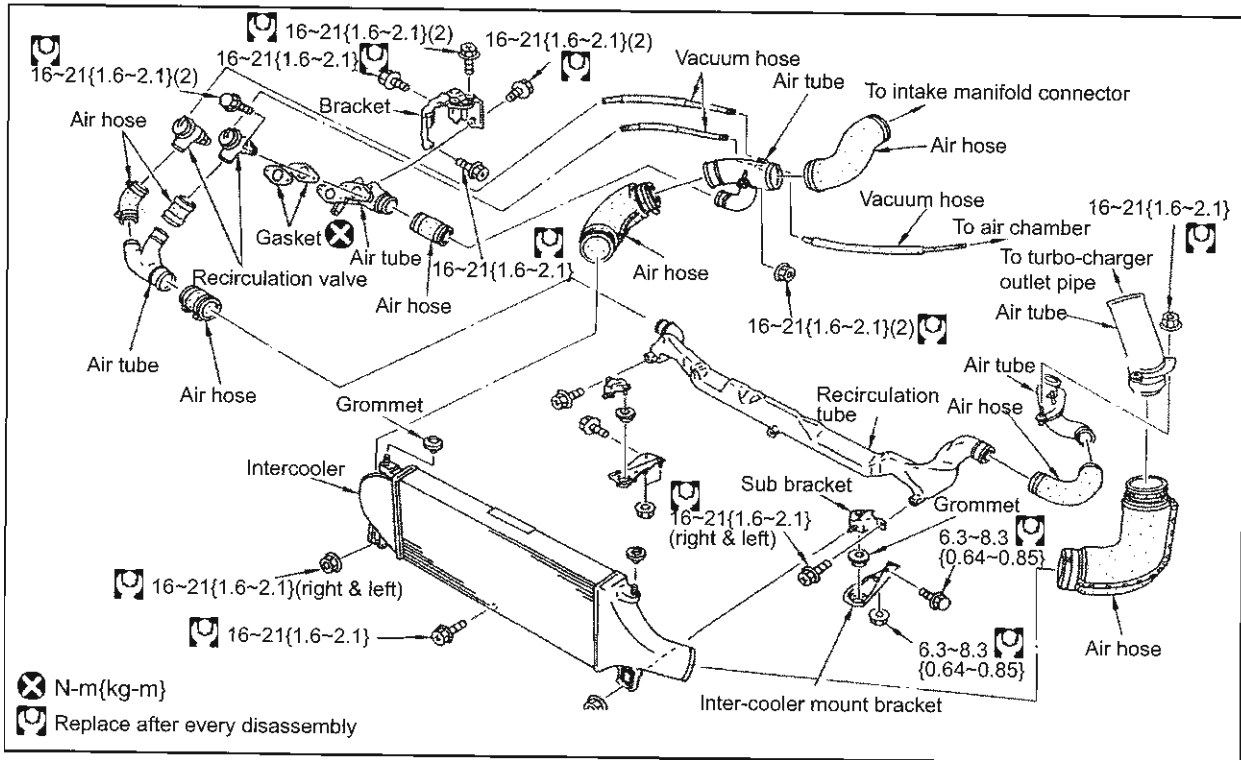 16~21{1.6~2.1}(2)
16~21{1.6~2.1}(2)
16~21{1.6~2.1}
16~21{1.6~2.1}(2)
Vacuum hose
Air tube
To intake manifold connector
Bracket
Air hose
Air hose
Vacuum hose
16~21{1.6~2.1}
To air chamber
Gasket
Air tube
To turbo-charger
outlet pipe
Recirculation valve
16~21{1.6~2.1}
Air hose
Air hose
Air tube
16~21{1.6~2.1}(2)
Air tube
Air hose
Air tube
Grommet
Recirculation
tube
Air hose
Intercooler
Sub bracket
Grommet
16~21{1.6~2.1}
(right & left)
6.3~8.3
{0.64~0.85}
16~21{1.6~2.1}(right & left)
16~21{1.6~2.1}
6.3~8.3
{0.64~0.85}
Air hose
N-m{kg-m}
Inter-cooler mount bracket
Replace after every disassembly